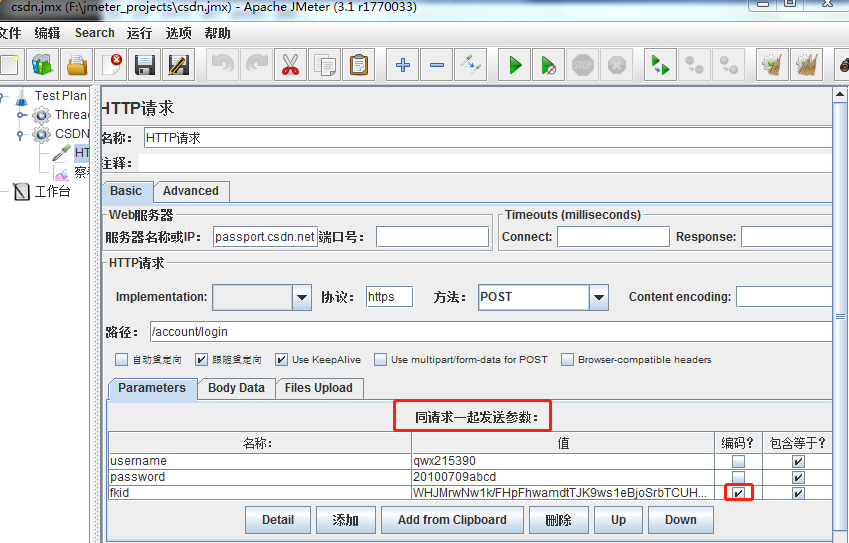 csdn.jmx (F:\jmeter_projects\csdn.jmx) - Apache JMeter (3.1 r1770033)
文件 编辑 Search 运行 选项 帮助
Test Plan
Threa
CSDN
HT
察看
工作台
HTTP请求
名称： HTTP请求
注释：
Basic Advanced
Web服务器 Timeouts (milliseconds)
服务器名称或IP： passport.csdn.net 端口号： Connect: Response:
HTTP请求
Implementation: 协议： https 方法： POST Content encoding:
路径： /account/login
自动重定向 跟随重定向 Use KeepAlive Use multipart/form-data for POST Browser-compatible headers
Parameters Body Data Files Upload
同请求一起发送参数：
名称： 值 编码？ 包含等于？
username qwx215390
password 20100709abcd
fkid WHJMrwNw1k/FHpFhwamdtTJK9ws1eBjoSrbTCUH...
Detail 添加 Add from Clipboard 删除 Up Down